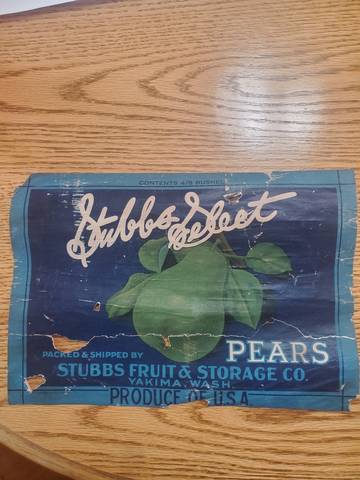 CONTENTS 4/5 BUSHEL
Stubbs Select
PEARS
PACKED & SHIPPED BY
STUBBS FRUIT & STORAGE CO.
YAKIMA, WASH.
PRODUCE OF U.S.A